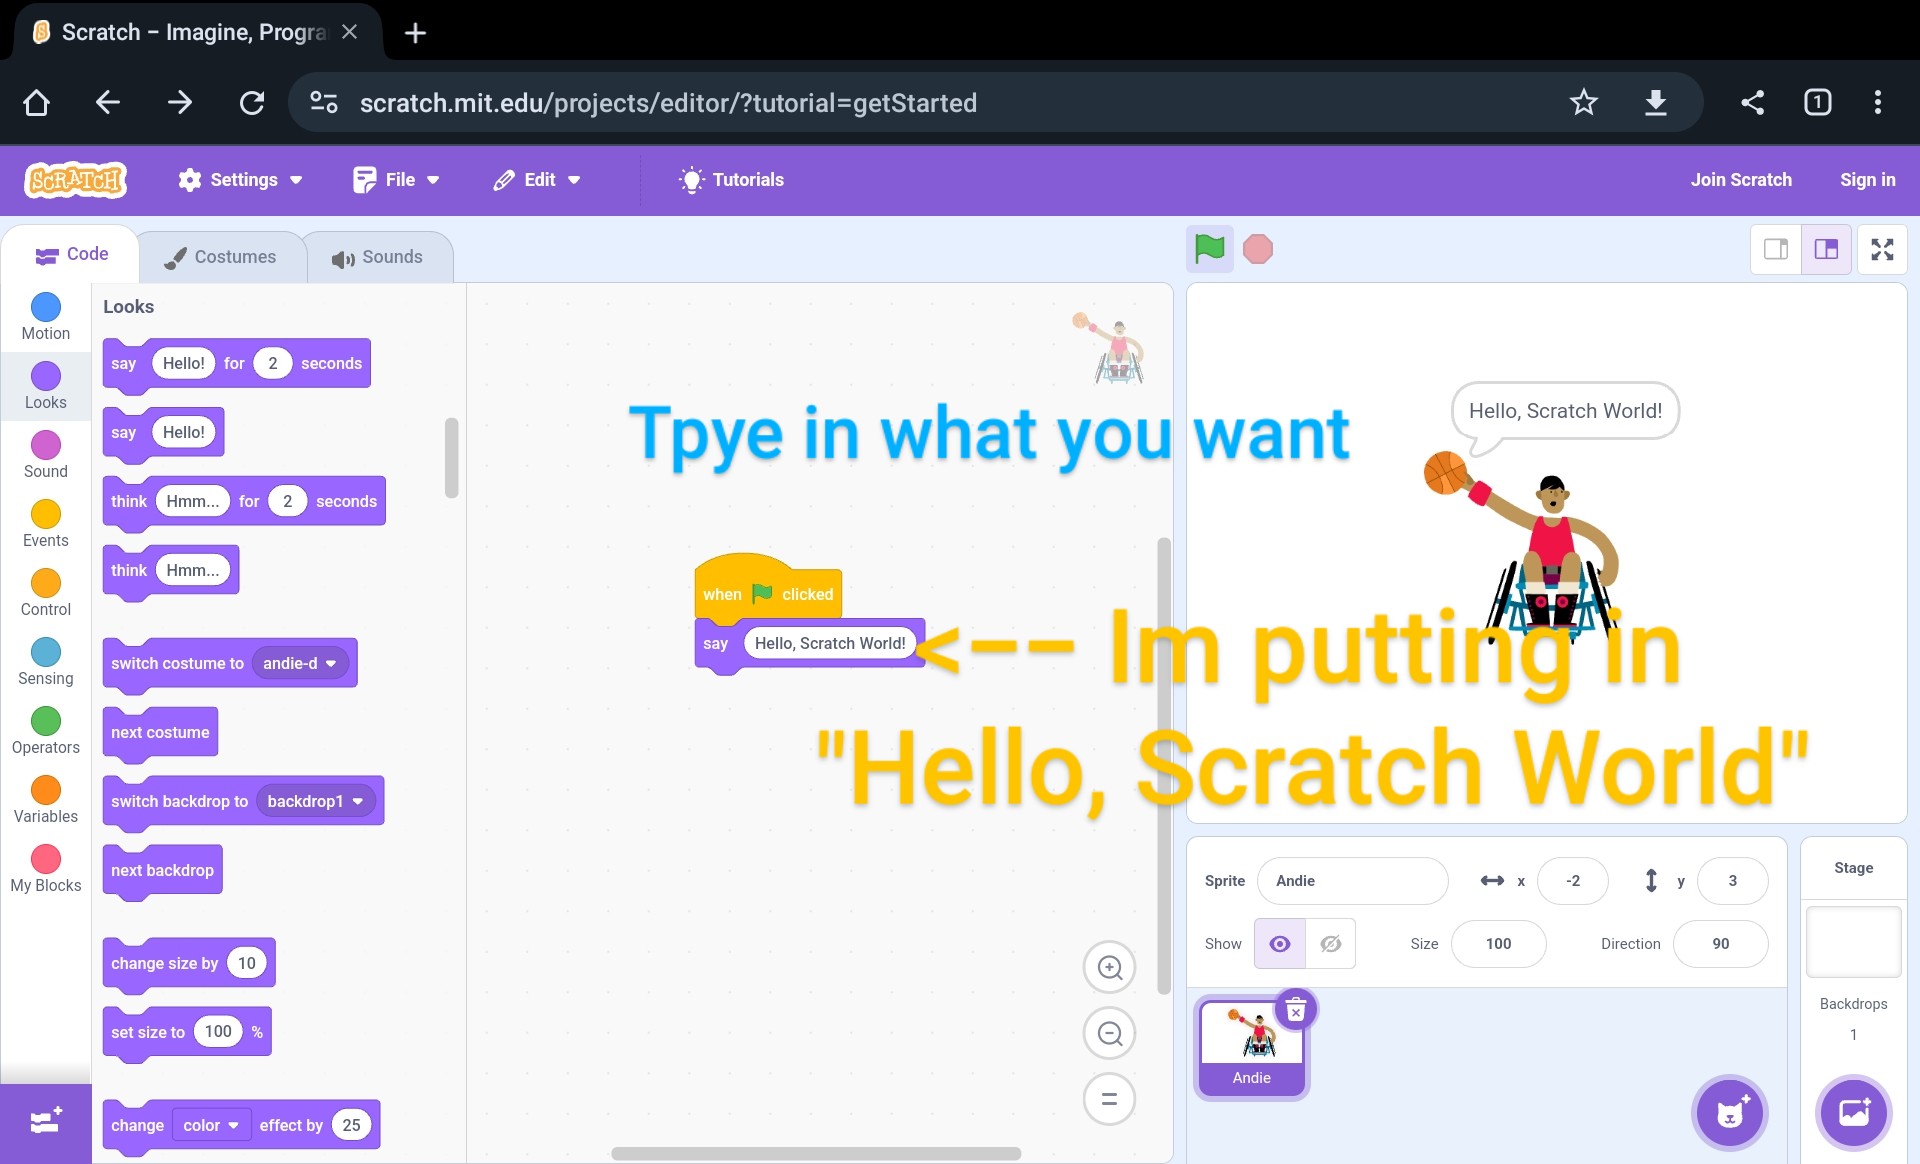 Scratch – Imagine, Progra
scratch.mit.edu/projects/editor/?tutorial=getStarted
1
SCRATCH
Settings
File
Edit
Tutorials
Join Scratch
Sign in
Code
Costumes
Sounds
Motion
Looks
Sound
Events
Control
Sensing
Operators
Variables
My Blocks
Looks
say Hello! for 2 seconds
say Hello!
think Hmm... for 2 seconds
think Hmm...
switch costume to andie-d
next costume
switch backdrop to backdrop1
next backdrop
change size by 10
set size to 100 %
change color effect by 25
Tpye in what you want
when clicked
say Hello, Scratch World!
<-- Im putting in
"Hello, Scratch World"
Hello, Scratch World!
Sprite Andie x -2 y 3
Show Size 100 Direction 90
Andie
Stage
Backdrops
1